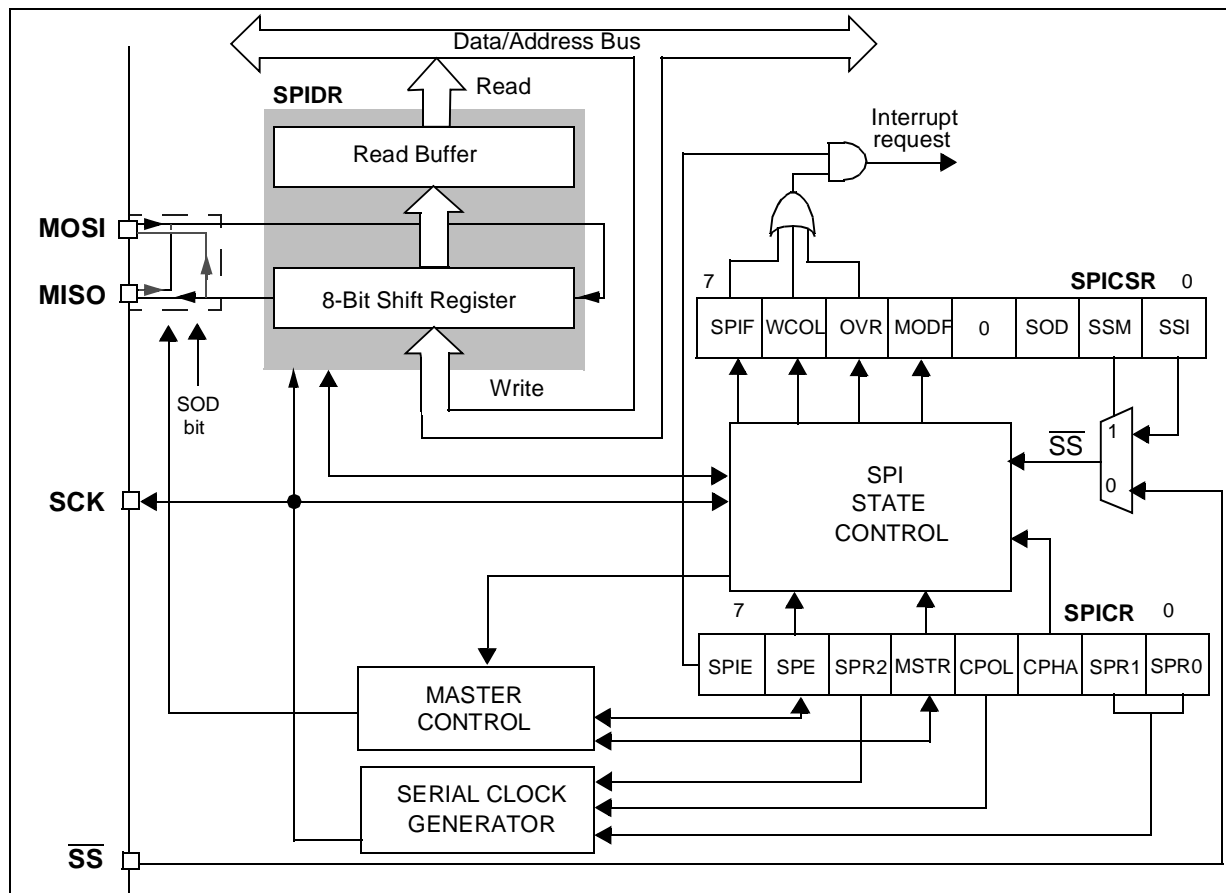 Data/Address Bus
SPIDR
Read
Read Buffer
Interrupt
request
MOSI
MISO
8-Bit Shift Register
7
SPICSR
0
SPIF
WCOL
OVR
MODF
0
SOD
SSM
SSI
Write
SOD
bit
1
SS
0
SCK
SPI
STATE
CONTROL
7
SPICR
0
SPIE
SPE
SPR2
MSTR
CPOL
CPHA
SPR1
SPR0
MASTER
CONTROL
SERIAL CLOCK
GENERATOR
SS